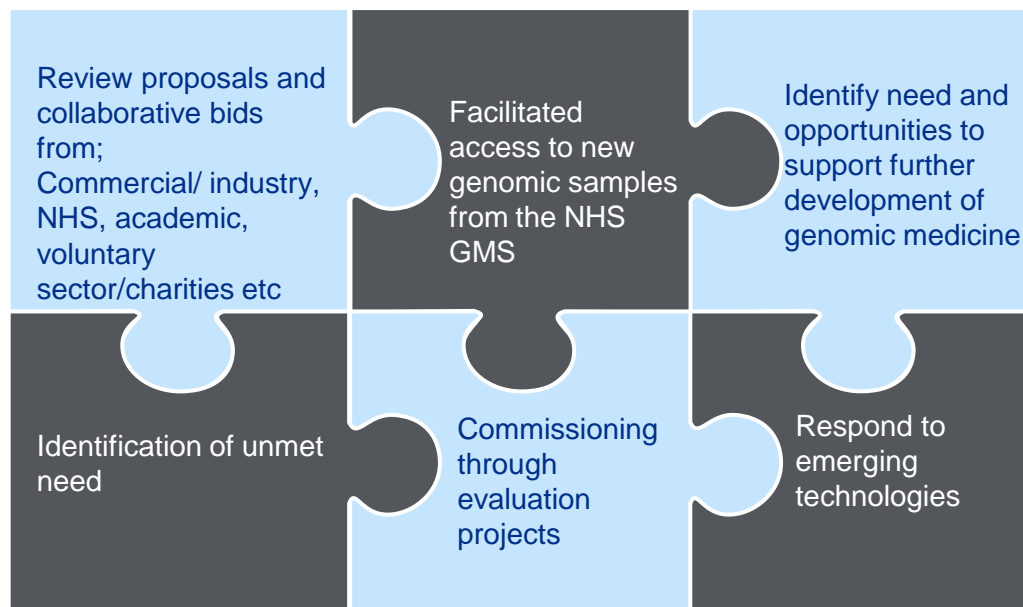 Review proposals and
collaborative bids
from;
Commercial/ industry,
NHS, academic,
voluntary
sector/charities etc
Facilitated
access to new
genomic samples
from the NHS
GMS
Identify need and
opportunities to
support further
development of
genomic medicine
Identification of unmet
need
Commissioning
through
evaluation
projects
Respond to
emerging
technologies